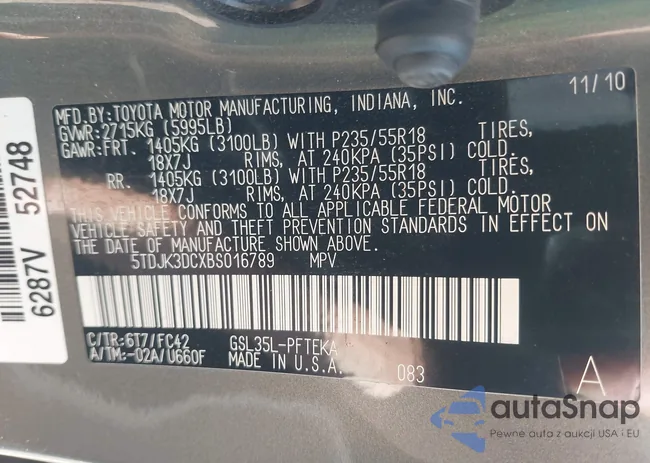 MFD.BY:TOYOTA MOTOR MANUFACTURING, INDIANA, INC. 11/10
GVWR:2715KG (5995LB)
GAWR:FRT. 1405KG (3100LB) WITH P235/55R18 TIRES,
18X7J RIMS, AT 240KPA (35PSI) COLD.
RR. 1405KG (3100LB) WITH P235/55R18 TIRES,
18X7J RIMS, AT 240KPA (35PSI) COLD.
THIS VEHICLE CONFORMS TO ALL APPLICABLE FEDERAL MOTOR
VEHICLE SAFETY AND THEFT PREVENTION STANDARDS IN EFFECT ON
THE DATE OF MANUFACTURE SHOWN ABOVE.
5TDJK3DCXBS016789 MPV
C/TR:6T7/FC42 GSL35L-PFTEKA
A/TM:-02A/U660F MADE IN U.S.A. 083 A
6287V 52748
autaSnap
Pewne auta z aukcji USA i EU